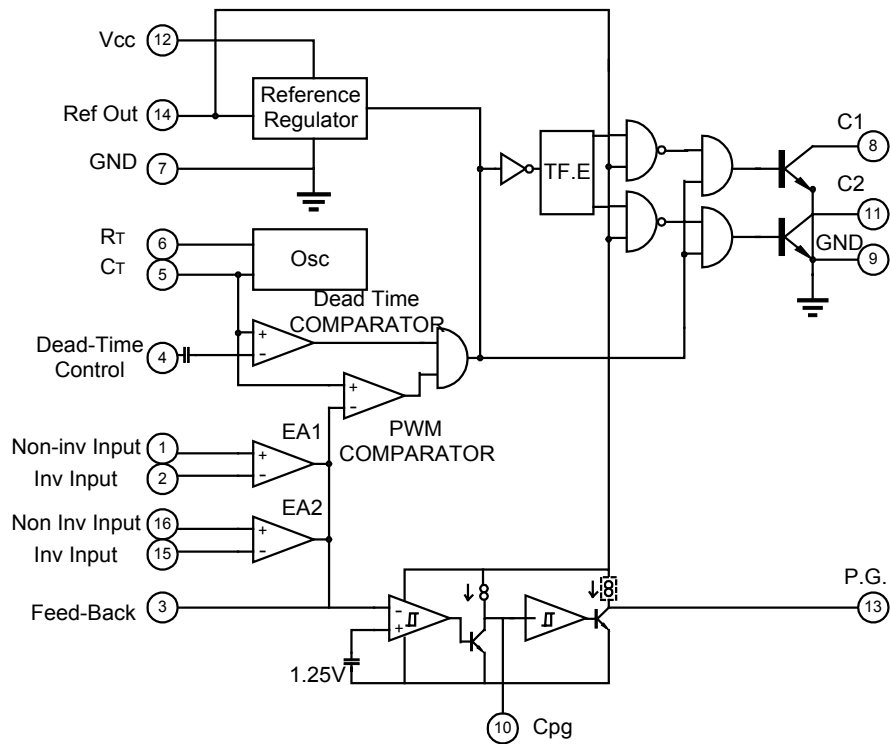 Vcc
12
Ref Out
14
Reference
Regulator
GND
7
C1
8
TF.E
C2
11
GND
9
RT
6
CT
5
Osc
Dead Time
COMPARATOR
Dead-Time
Control
4
+
−
+
−
PWM
COMPARATOR
EA1
Non-inv Input
1
+
Inv Input
2
−
EA2
Non Inv Input
16
+
Inv Input
15
−
Feed-Back
3
−
+
1.25V
P.G.
13
10
Cpg